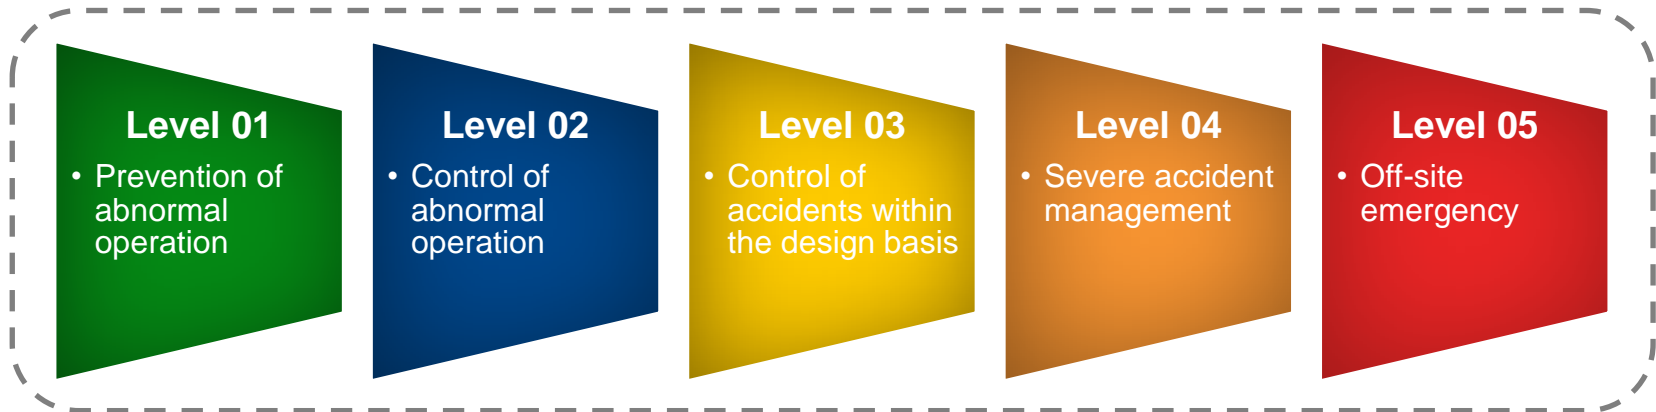 Level 01
• Prevention of
abnormal
operation
Level 02
• Control of
abnormal
operation
Level 03
• Control of
accidents within
the design basis
Level 04
• Severe accident
management
Level 05
• Off-site
emergency